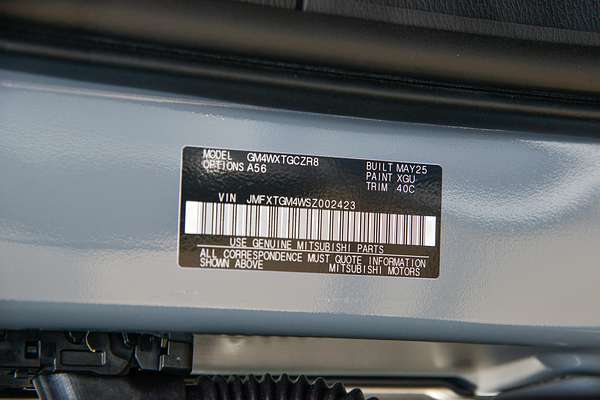 MODEL GM4WXTGCZR8 BUILT MAY25
OPTIONS A56 PAINT XGU
TRIM 40C
VIN JMFXTGM4WSZ002423
USE GENUINE MITSUBISHI PARTS
ALL CORRESPONDENCE MUST QUOTE INFORMATION
SHOWN ABOVE MITSUBISHI MOTORS